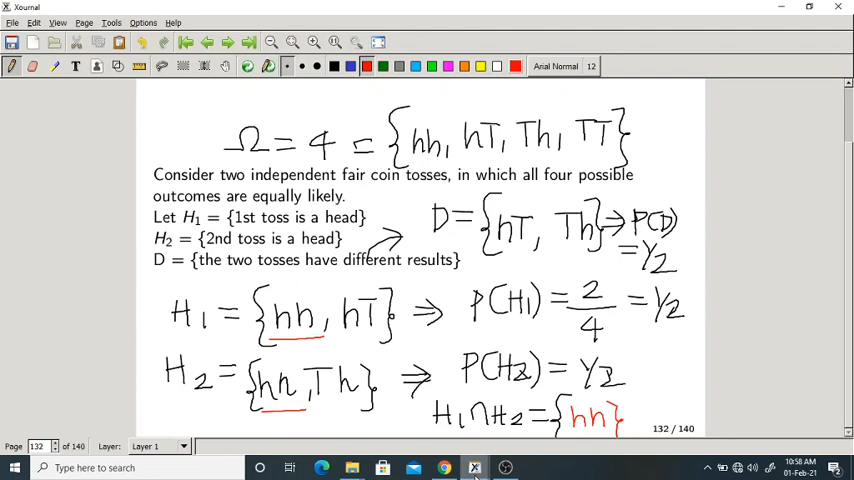 Xournal
File Edit View Page Tools Options Help
Arial Normal 12
Ω = 4 = {hh, hT, Th, TT}
Consider two independent fair coin tosses, in which all four possible
outcomes are equally likely.
Let H1 = {1st toss is a head}
H2 = {2nd toss is a head}
D = {the two tosses have different results}
D = {hT, Th} ⇒ P(D)
= 1/2
H1 = {hh, hT} ⇒ P(H1) = 2/4 = 1/2
H2 = {hh, Th} ⇒ P(H2) = 1/2
H1 ∩ H2 = {hh}
132 / 140
Page 132 of 140 Layer: Layer 1
Type here to search
10:58 AM
01-Feb-21
2